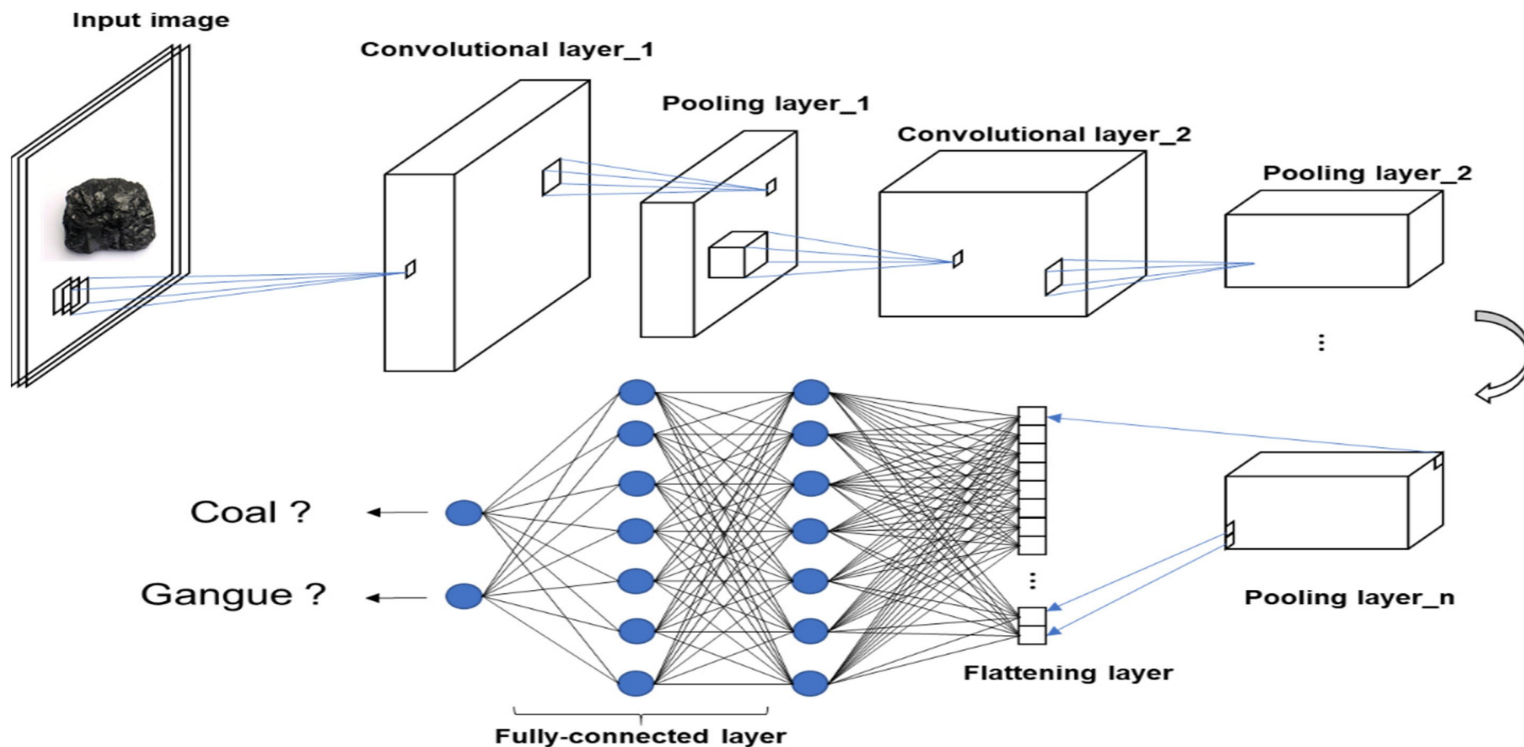 Input image
Convolutional layer_1
Pooling layer_1
Convolutional layer_2
Pooling layer_2
...
Coal ?
Gangue ?
...
Pooling layer_n
Flattening layer
Fully-connected layer